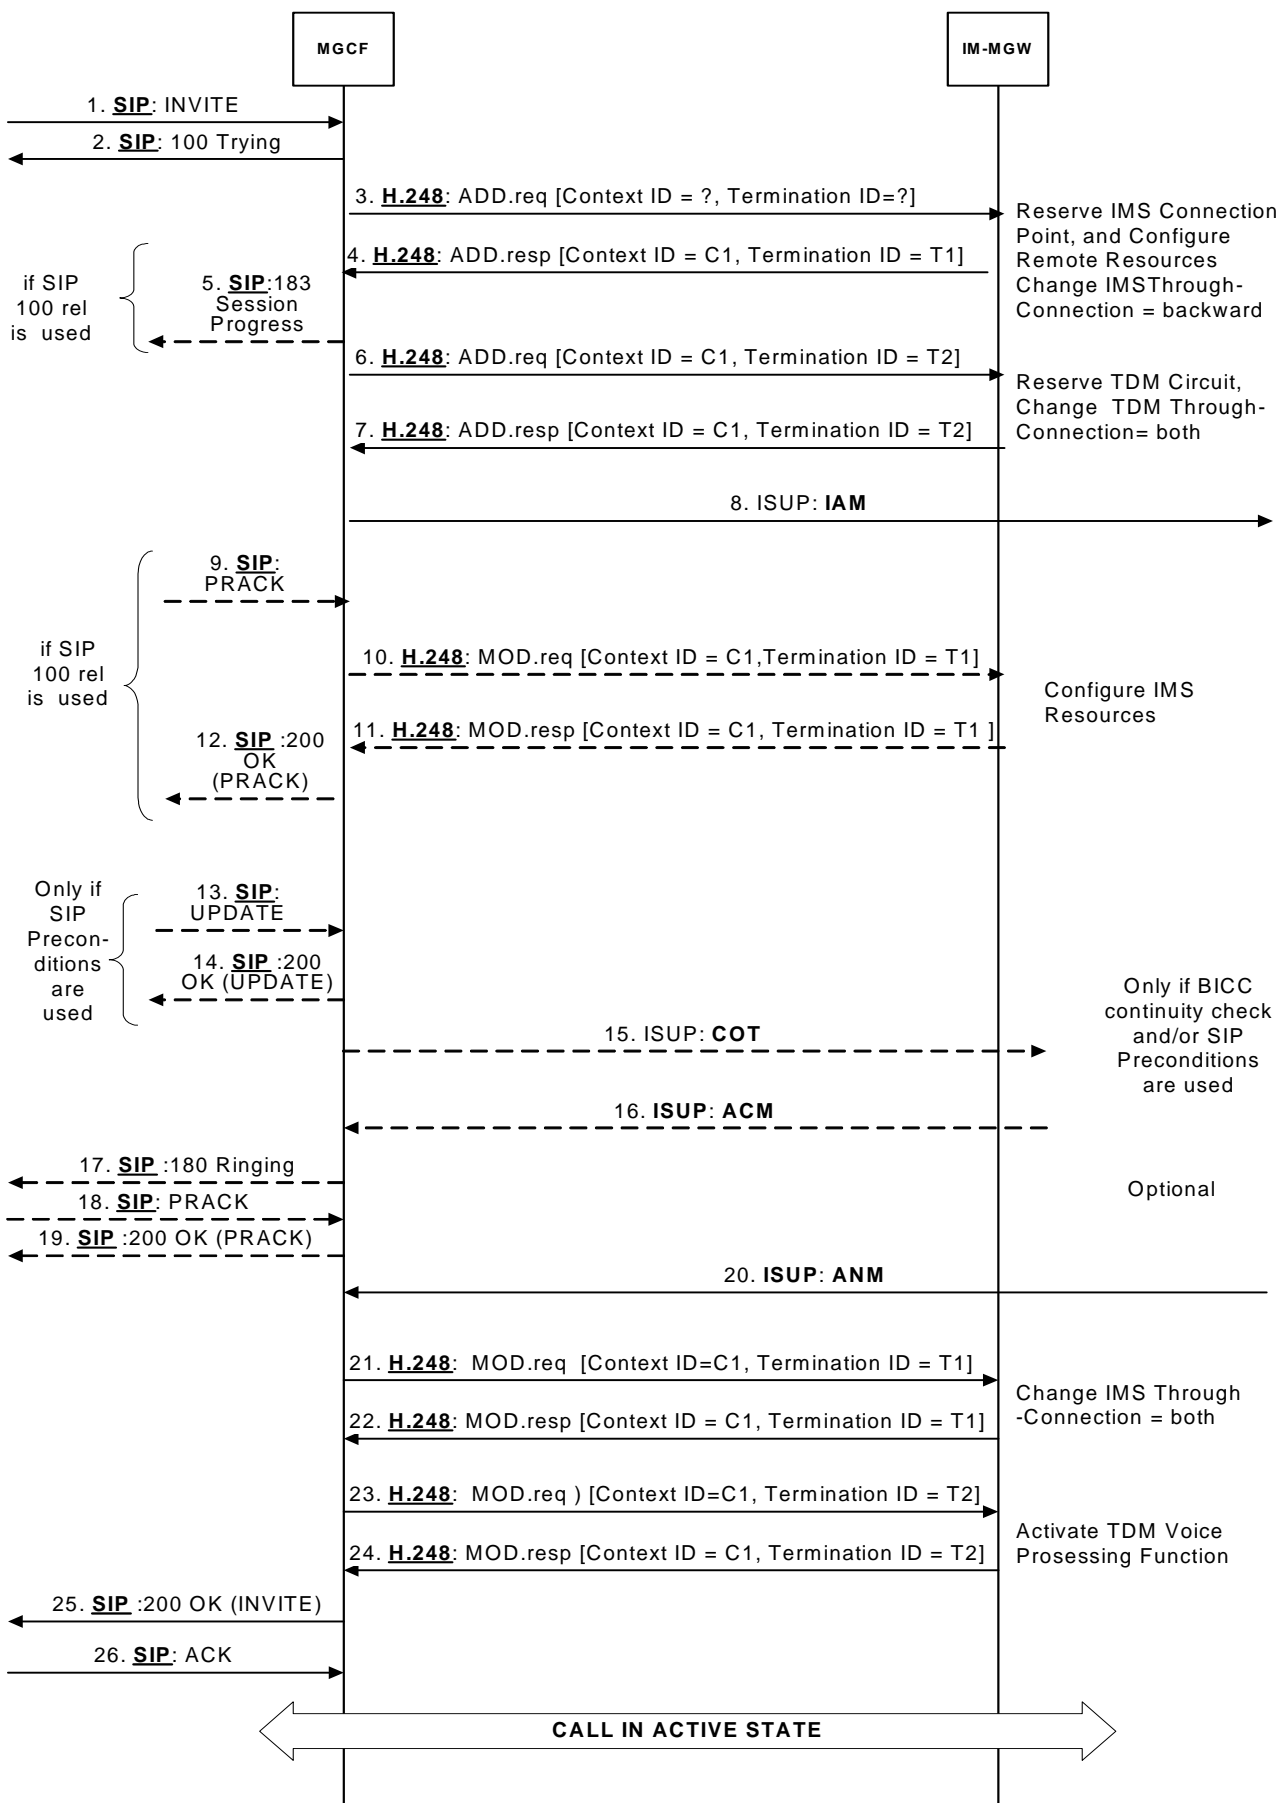 MGCF
IM-MGW
1. SIP: INVITE
2. SIP: 100 Trying
3. H.248: ADD.req [Context ID = ?, Termination ID=?]
Reserve IMS Connection
Point, and Configure
Remote Resources
Change IMSThrough-
Connection = backward
4. H.248: ADD.resp [Context ID = C1, Termination ID = T1]
if SIP
100 rel
is used
5. SIP:183
Session
Progress
6. H.248: ADD.req [Context ID = C1, Termination ID = T2]
Reserve TDM Circuit,
Change TDM Through-
Connection= both
7. H.248: ADD.resp [Context ID = C1, Termination ID = T2]
8. ISUP: IAM
9. SIP:
PRACK
if SIP
100 rel
is used
10. H.248: MOD.req [Context ID = C1,Termination ID = T1]
Configure IMS
Resources
11. H.248: MOD.resp [Context ID = C1, Termination ID = T1 ]
12. SIP :200
OK
(PRACK)
Only if
SIP
Precon-
ditions
are
used
13. SIP:
UPDATE
14. SIP :200
OK (UPDATE)
Only if BICC
continuity check
and/or SIP
Preconditions
are used
15. ISUP: COT
16. ISUP: ACM
17. SIP :180 Ringing
18. SIP: PRACK
Optional
19. SIP :200 OK (PRACK)
20. ISUP: ANM
21. H.248: MOD.req [Context ID=C1, Termination ID = T1]
Change IMS Through
-Connection = both
22. H.248: MOD.resp [Context ID = C1, Termination ID = T1]
23. H.248: MOD.req ) [Context ID=C1, Termination ID = T2]
Activate TDM Voice
Prosessing Function
24. H.248: MOD.resp [Context ID = C1, Termination ID = T2]
25. SIP :200 OK (INVITE)
26. SIP: ACK
CALL IN ACTIVE STATE